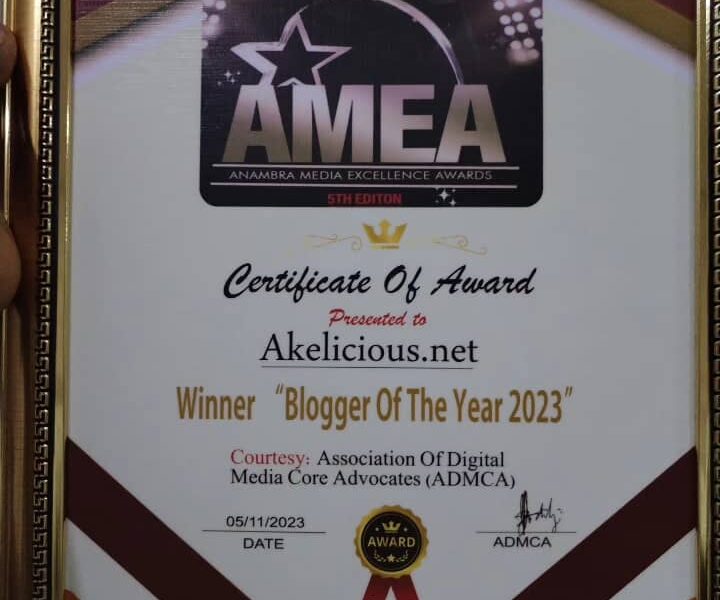 AMEA
ANAMBRA MEDIA EXCELLENCE AWARDS
5TH EDITON
Certificate Of Award
Presented to
Akelicious.net
Winner “Blogger Of The Year 2023”
Courtesy: Association Of Digital
Media Core Advocates (ADMCA)
05/11/2023
DATE
AWARD
ADMCA